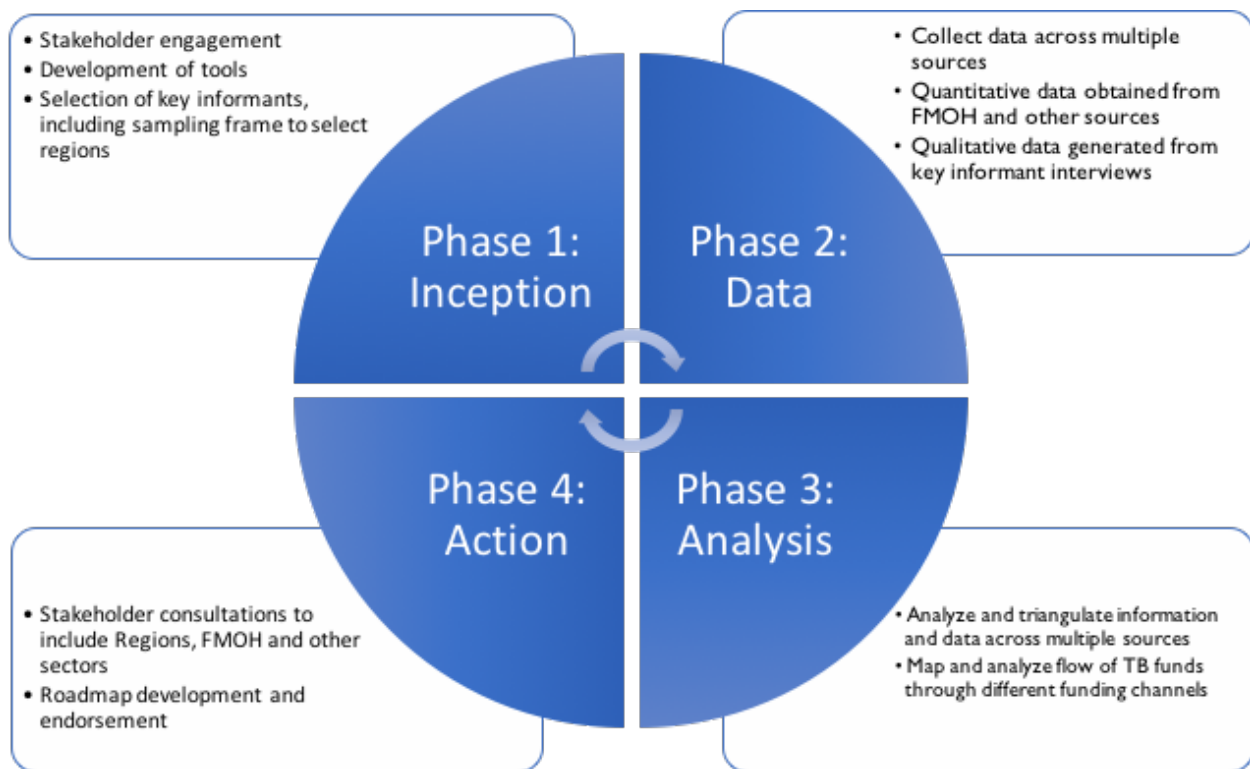 • Stakeholder engagement
• Development of tools
• Selection of key informants,
including sampling frame to select
regions
• Collect data across multiple
sources
• Quantitative data obtained from
FMOH and other sources
• Qualitative data generated from
key informant interviews
Phase 1:
Inception
Phase 2:
Data
Phase 4:
Action
Phase 3:
Analysis
• Stakeholder consultations to
include Regions, FMOH and other
sectors
• Roadmap development and
endorsement
• Analyze and triangulate information
and data across multiple sources
• Map and analyze flow of TB funds
through different funding channels